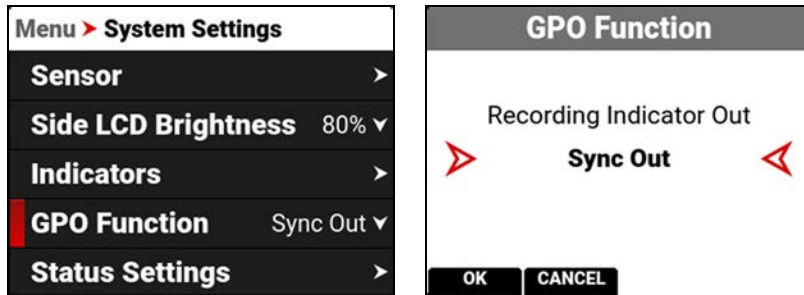 Menu > System Settings
Sensor
Side LCD Brightness 80%
Indicators
GPO Function Sync Out
Status Settings
GPO Function
Recording Indicator Out
Sync Out
OK CANCEL